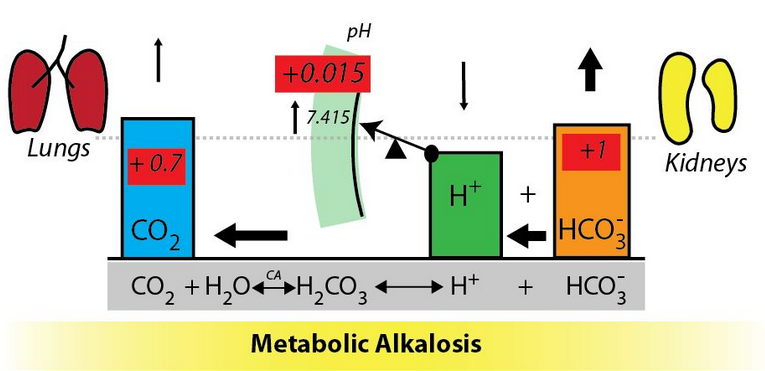 pH
+0.015
7.415
Lungs
+ 0.7
+1
Kidneys
H⁺
+
CO₂
HCO₃⁻
CO₂ + H₂O ⟷ CA H₂CO₃ ⟷ H⁺ + HCO₃⁻
Metabolic Alkalosis